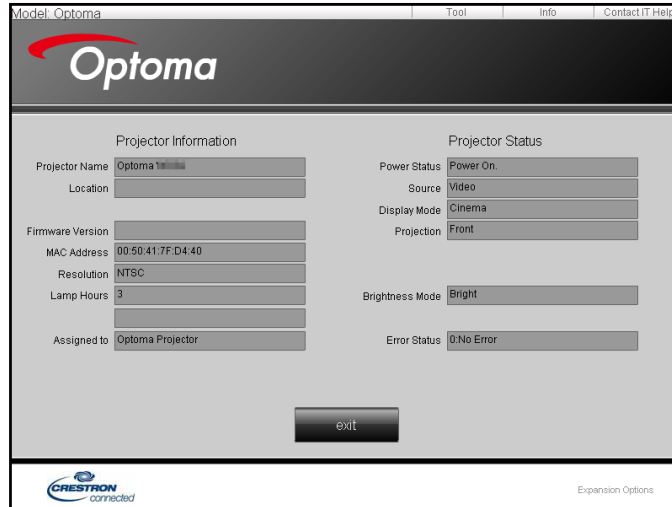 Model: Optoma
Tool
Info
Contact IT Help
Optoma
Projector Information
Projector Name Optoma
Location
Firmware Version
MAC Address 00:50:41:7F:D4:40
Resolution NTSC
Lamp Hours 3
Assigned to Optoma Projector
Projector Status
Power Status Power On.
Source Video
Display Mode Cinema
Projection Front
Brightness Mode Bright
Error Status 0:No Error
exit
CRESTRON
connected
Expansion Options